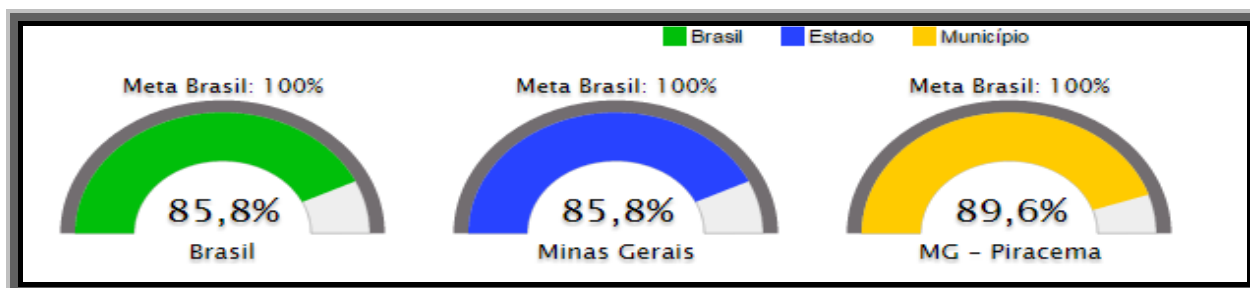 Brasil Estado Município
Meta Brasil: 100% Meta Brasil: 100% Meta Brasil: 100%
85,8% 85,8% 89,6%
Brasil Minas Gerais MG - Piracema